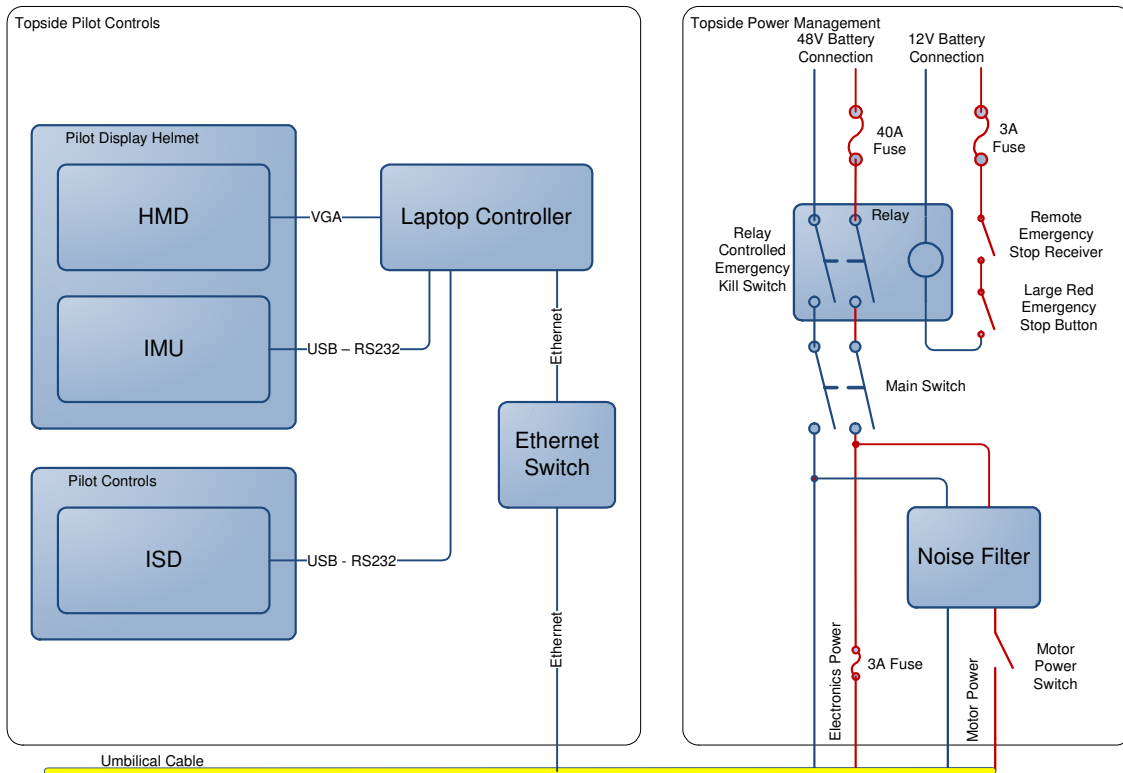 Topside Pilot Controls
Pilot Display Helmet
HMD
VGA
Laptop Controller
IMU
USB – RS232
Ethernet
Ethernet
Switch
Pilot Controls
ISD
USB - RS232
Ethernet
Topside Power Management
48V Battery
Connection
12V Battery
Connection
40A
Fuse
3A
Fuse
Relay
Relay
Controlled
Emergency
Kill Switch
Remote
Emergency
Stop Receiver
Large Red
Emergency
Stop Button
Main Switch
Noise Filter
Electronics Power
3A Fuse
Motor Power
Motor
Power
Switch
Umbilical Cable